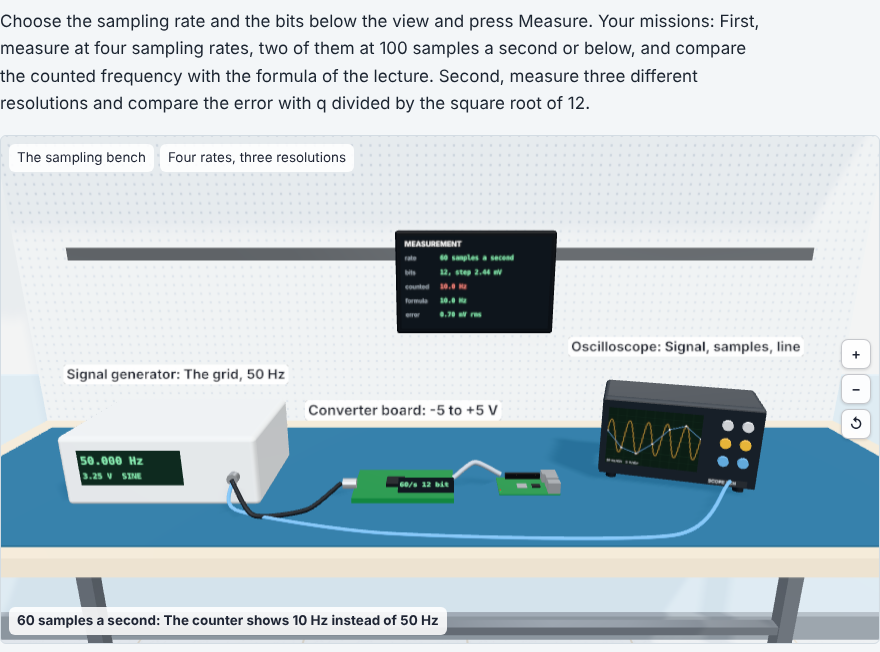 Choose the sampling rate and the bits below the view and press Measure. Your missions: First,
measure at four sampling rates, two of them at 100 samples a second or below, and compare
the counted frequency with the formula of the lecture. Second, measure three different
resolutions and compare the error with q divided by the square root of 12.
The sampling bench
Four rates, three resolutions
MEASUREMENT
rate 60 samples a second
bits 12, step 2.44 mV
counted 10.0 Hz
formula 10.0 Hz
error 0.70 mV rms
Oscilloscope: Signal, samples, line
Signal generator: The grid, 50 Hz
Converter board: -5 to +5 V
50.000 Hz
3.25 V SINE
60/s 12 bit
+
−
60 samples a second: The counter shows 10 Hz instead of 50 Hz